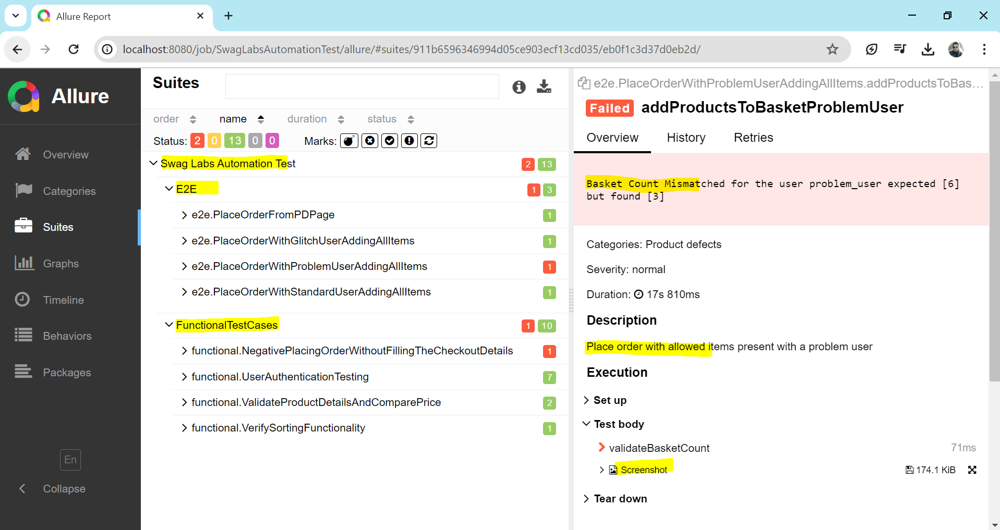 Allure Report
localhost:8080/job/SwagLabsAutomationTest/allure/#suites/911b6596346994d05ce903ecf13cd035/eb0f1c3d37d0eb2d/
Allure
Overview
Categories
Suites
Graphs
Timeline
Behaviors
Packages
En
Collapse
Suites
order name duration status
Status: 2 0 13 0 0 Marks:
Swag Labs Automation Test 2 13
E2E 1 3
e2e.PlaceOrderFromPDPage 1
e2e.PlaceOrderWithGlitchUserAddingAllItems 1
e2e.PlaceOrderWithProblemUserAddingAllItems 1
e2e.PlaceOrderWithStandardUserAddingAllItems 1
FunctionalTestCases 1 10
functional.NegativePlacingOrderWithoutFillingTheCheckoutDetails 1
functional.UserAuthenticationTesting 7
functional.ValidateProductDetailsAndComparePrice 2
functional.VerifySortingFunctionality 1
e2e.PlaceOrderWithProblemUserAddingAllItems.addProductsToBas...
Failed addProductsToBasketProblemUser
Overview History Retries
Basket Count Mismatched for the user problem_user expected [6]
but found [3]
Categories: Product defects
Severity: normal
Duration: 17s 810ms
Description
Place order with allowed items present with a problem user
Execution
Set up
Test body
validateBasketCount 71ms
Screenshot 174.1 KiB
Tear down